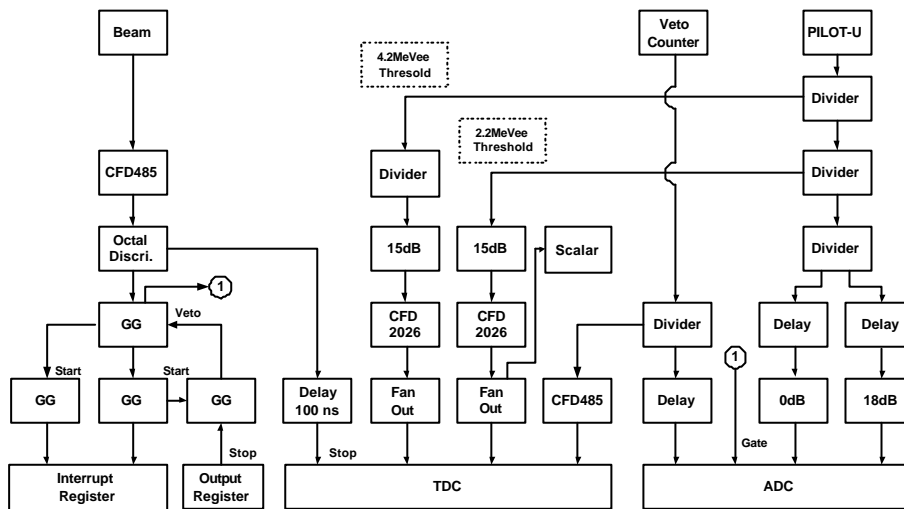 Beam
Veto
Counter
PILOT-U
4.2MeVee
Thresold
Divider
2.2MeVee
Threshold
CFD485
Divider
Divider
Octal
Discri.
15dB
15dB
Scalar
Divider
1
Veto
GG
CFD
2026
CFD
2026
Divider
Delay
Delay
1
Start
Start
GG
GG
GG
Delay
100 ns
Fan
Out
Fan
Out
CFD485
Delay
0dB
18dB
Stop
Stop
Gate
Interrupt
Register
Output
Register
TDC
ADC